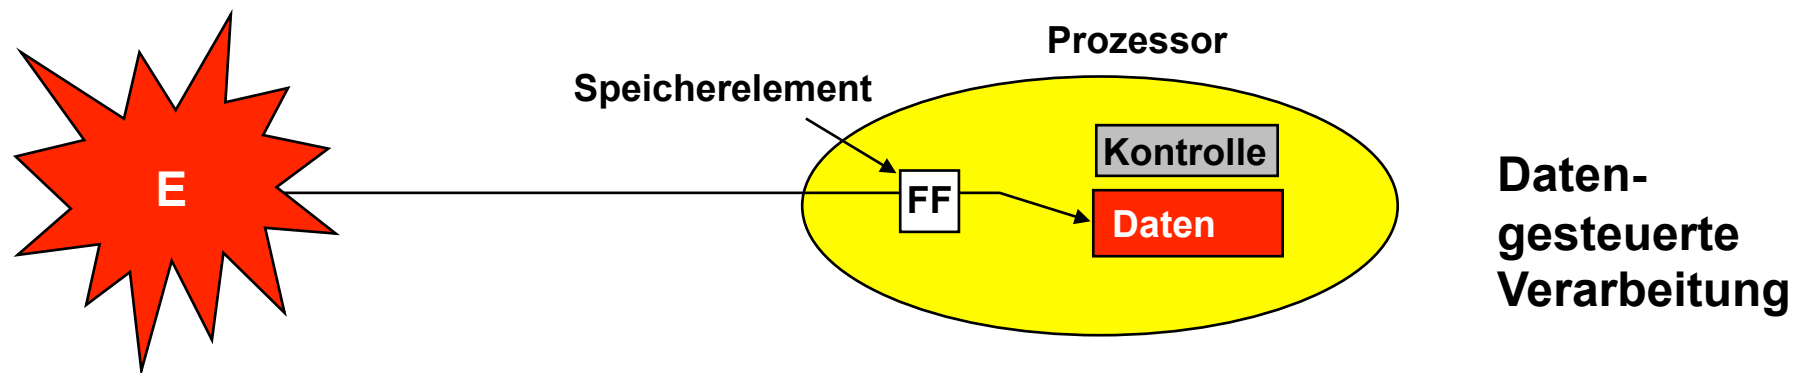 Prozessor
Speicherelement
Kontrolle
E
FF
Daten
Daten-
gesteuerte
Verarbeitung